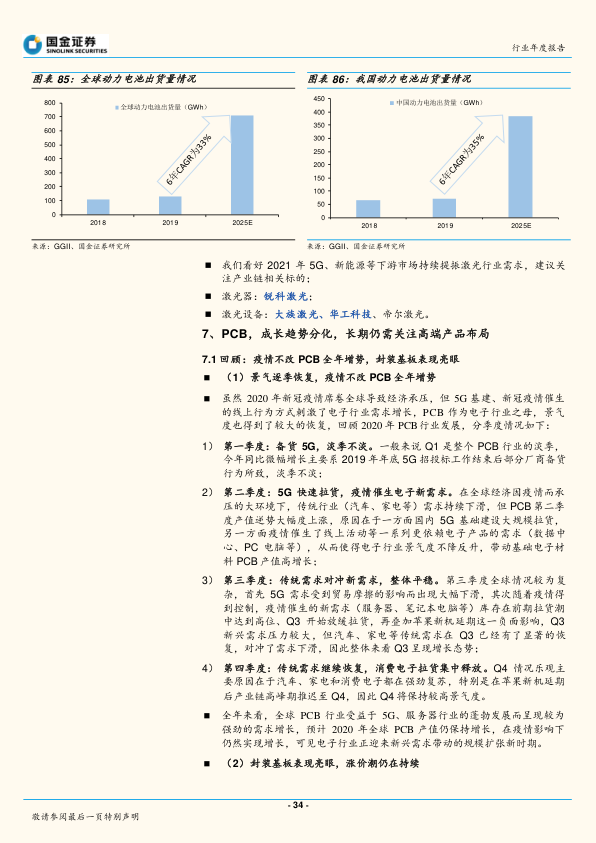 国金证券
SINOLINK SECURITIES
行业年度报告
图表 85：全球动力电池出货量情况
全球动力电池出货量（GWh）
800
700
600
500
400
300
200
100
0
6年CAGR为33%
2018
2019
2025E
来源：GGII、国金证券研究所
图表 86：我国动力电池出货量情况
中国动力电池出货量（GWh）
450
400
350
300
250
200
150
100
50
0
6年CAGR为35%
2018
2019
2025E
来源：GGII、国金证券研究所
■ 我们看好 2021 年 5G、新能源等下游市场持续提振激光行业需求，建议关
注产业链相关标的；
■ 激光器：锐科激光；
■ 激光设备：大族激光、华工科技、帝尔激光。
7、PCB，成长趋势分化，长期仍需关注高端产品布局
7.1 回顾：疫情不改 PCB 全年增势，封装基板表现亮眼
■ （1）景气逐季恢复，疫情不改 PCB 全年增势
■ 虽然 2020 年新冠疫情席卷全球导致经济承压，但 5G 基建、新冠疫情催生
的线上行为方式刺激了电子行业需求增长，PCB 作为电子行业之母，景气
度也得到了较大的恢复，回顾 2020 年 PCB 行业发展，分季度情况如下：
1） 第一季度：备货 5G，淡季不淡。一般来说 Q1 是整个 PCB 行业的淡季，
今年同比微幅增长主要系 2019 年年底 5G 招投标工作结束后部分厂商备货
行为所致，淡季不淡；
2） 第二季度：5G 快速拉货，疫情催生电子新需求。在全球经济因疫情而承
压的大环境下，传统行业（汽车、家电等）需求持续下滑，但 PCB 第二季
度产值逆势大幅度上涨，原因在于一方面国内 5G 基础建设大规模拉货，
另一方面疫情催生了线上活动等一系列更依赖电子产品的需求（数据中
心、PC 电脑等），从而使得电子行业景气度不降反升，带动基础电子材
料 PCB 产值高增长；
3） 第三季度：传统需求对冲新需求，整体平稳。第三季度全球情况较为复
杂，首先 5G 需求受到贸易摩擦的影响而出现大幅下滑，其次随着疫情得
到控制，疫情催生的新需求（服务器、笔记本电脑等）库存在前期拉货潮
中达到高位、Q3 开始放缓拉货，再叠加苹果新机延期这一负面影响，Q3
新兴需求压力较大，但汽车、家电等传统需求在 Q3 已经有了显著的恢
复，对冲了需求下滑，因此整体来看 Q3 呈现增长态势；
4） 第四季度：传统需求继续恢复，消费电子拉货集中释放。Q4 情况乐观主
要原因在于汽车、家电和消费电子都在强劲复苏，特别是在苹果新机延期
后产业链高峰期推迟至 Q4，因此 Q4 将保持较高景气度。
■ 全年来看，全球 PCB 行业受益于 5G、服务器行业的蓬勃发展而呈现较为
强劲的需求增长，预计 2020 年全球 PCB 产值仍保持增长，在疫情影响下
仍然实现增长，可见电子行业正迎来新兴需求带动的规模扩张新时期。
■ （2）封装基板表现亮眼，涨价潮仍在持续
- 34 -
敬请参阅最后一页特别声明